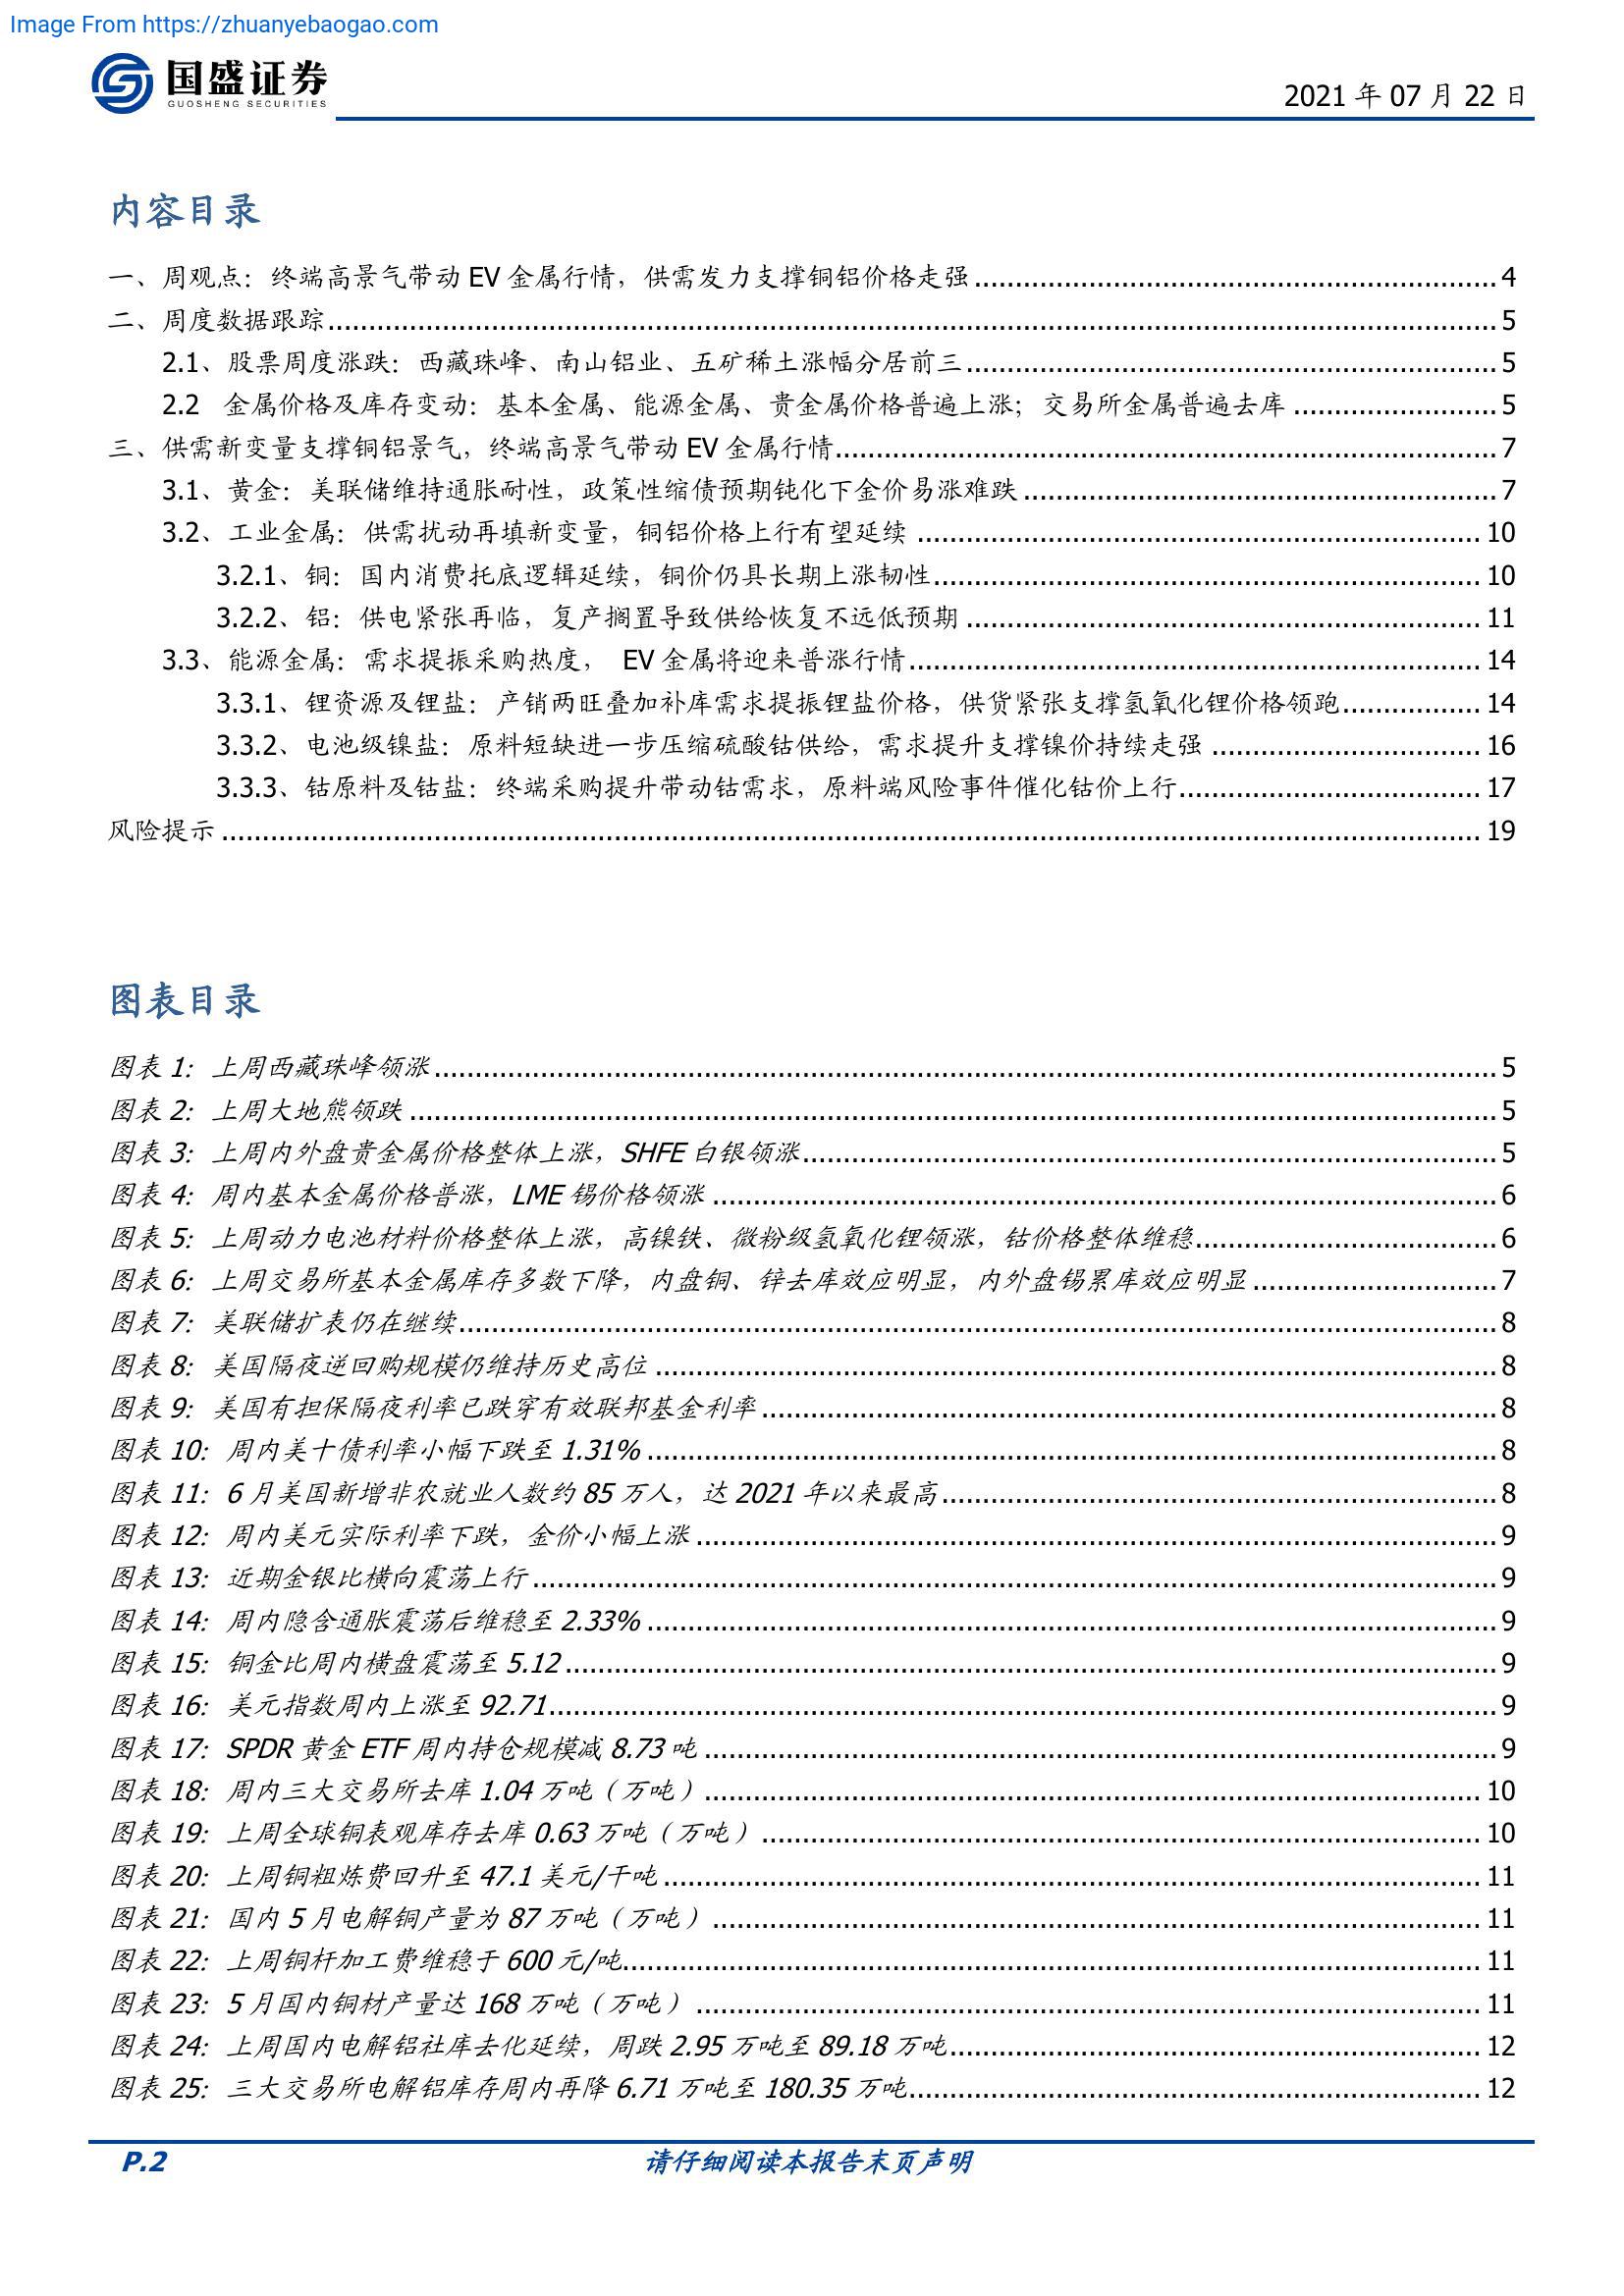 Image From https://zhuanyebaogao.com
国盛证券
GUOSHENG SECURITIES
2021 年 07 月 22 日
内容目录
一、周观点：终端高景气带动 EV 金属行情，供需发力支撑铜铝价格走强 4
二、周度数据跟踪 5
2.1、股票周度涨跌：西藏珠峰、南山铝业、五矿稀土涨幅分居前三 5
2.2 金属价格及库存变动：基本金属、能源金属、贵金属价格普遍上涨；交易所金属普遍去库 5
三、供需新变量支撑铜铝景气，终端高景气带动 EV 金属行情 7
3.1、黄金：美联储维持通胀耐性，政策性缩债预期钝化下金价易涨难跌 7
3.2、工业金属：供需扰动再填新变量，铜铝价格上行有望延续 10
3.2.1、铜：国内消费托底逻辑延续，铜价仍具长期上涨韧性 10
3.2.2、铝：供电紧张再临，复产搁置导致供给恢复不远低预期 11
3.3、能源金属：需求提振采购热度， EV 金属将迎来普涨行情 14
3.3.1、锂资源及锂盐：产销两旺叠加补库需求提振锂盐价格，供货紧张支撑氢氧化锂价格领跑 14
3.3.2、电池级镍盐：原料短缺进一步压缩硫酸钴供给，需求提升支撑镍价持续走强 16
3.3.3、钴原料及钴盐：终端采购提升带动钴需求，原料端风险事件催化钴价上行 17
风险提示 19
图表目录
图表 1：上周西藏珠峰领涨 5
图表 2：上周大地熊领跌 5
图表 3：上周内外盘贵金属价格整体上涨，SHFE 白银领涨 5
图表 4：周内基本金属价格普涨，LME 锡价格领涨 6
图表 5：上周动力电池材料价格整体上涨，高镍铁、微粉级氢氧化锂领涨，钴价格整体维稳 6
图表 6：上周交易所基本金属库存多数下降，内盘铜、锌去库效应明显，内外盘锡累库效应明显 7
图表 7：美联储扩表仍在继续 8
图表 8：美国隔夜逆回购规模仍维持历史高位 8
图表 9：美国有担保隔夜利率已跌穿有效联邦基金利率 8
图表 10：周内美十债利率小幅下跌至 1.31% 8
图表 11：6 月美国新增非农就业人数约 85 万人，达 2021 年以来最高 8
图表 12：周内美元实际利率下跌，金价小幅上涨 9
图表 13：近期金银比横向震荡上行 9
图表 14：周内隐含通胀震荡后维稳至 2.33% 9
图表 15：铜金比周内横盘震荡至 5.12 9
图表 16：美元指数周内上涨至 92.71 9
图表 17：SPDR 黄金 ETF 周内持仓规模减 8.73 吨 9
图表 18：周内三大交易所去库 1.04 万吨（万吨） 10
图表 19：上周全球铜表观库存去库 0.63 万吨（万吨） 10
图表 20：上周铜粗炼费回升至 47.1 美元/干吨 11
图表 21：国内 5 月电解铜产量为 87 万吨（万吨） 11
图表 22：上周铜杆加工费维稳于 600 元/吨 11
图表 23：5 月国内铜材产量达 168 万吨（万吨） 11
图表 24：上周国内电解铝社库去化延续，周跌 2.95 万吨至 89.18 万吨 12
图表 25：三大交易所电解铝库存周内再降 6.71 万吨至 180.35 万吨 12
P.2
请仔细阅读本报告末页声明